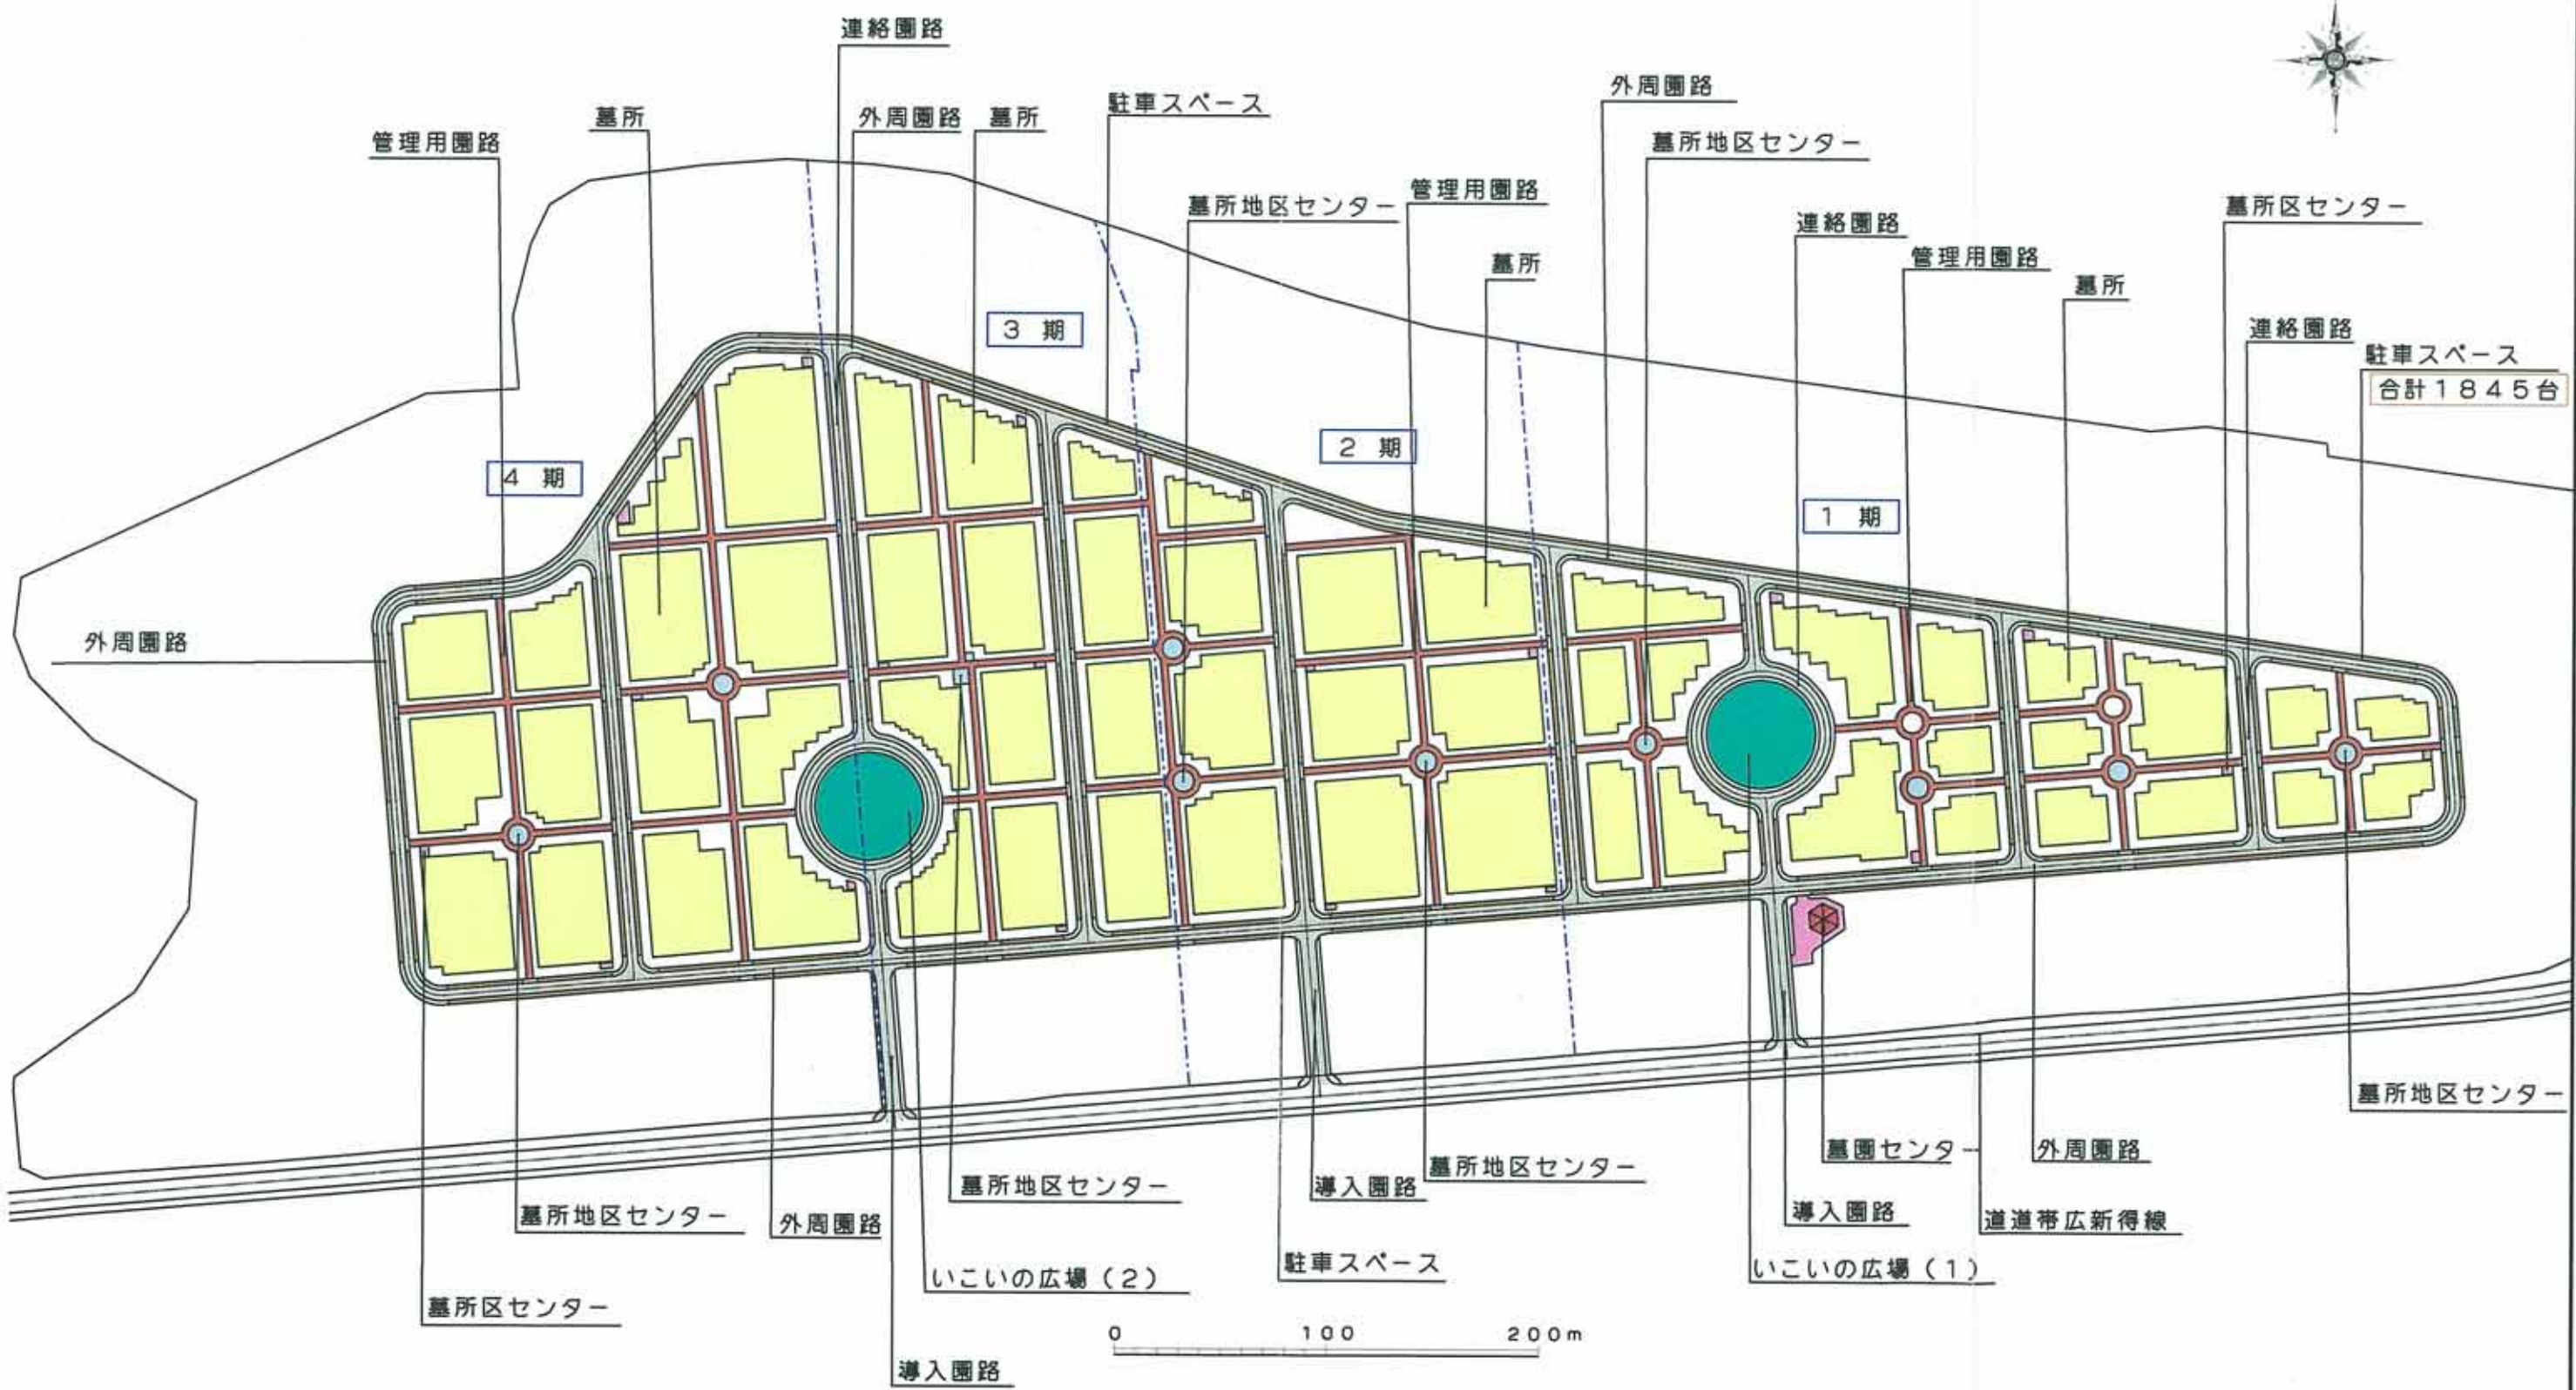 連絡園路
外周園路
駐車スペース
墓所
外周園路
墓所
管理用園路
墓所地区センター
管理用園路
墓所地区センター
墓所区センター
連絡園路
管理用園路
墓所
墓所
3 期
連絡園路
駐車スペース
合計1845台
2 期
4 期
1 期
外周園路
墓所地区センター
墓園センター
外周園路
墓所地区センター
導入園路
墓所地区センター
導入園路
道道帯広新得線
墓所地区センター
外周園路
駐車スペース
いこいの広場(1)
いこいの広場(2)
墓所区センター
0 100 200m
導入園路